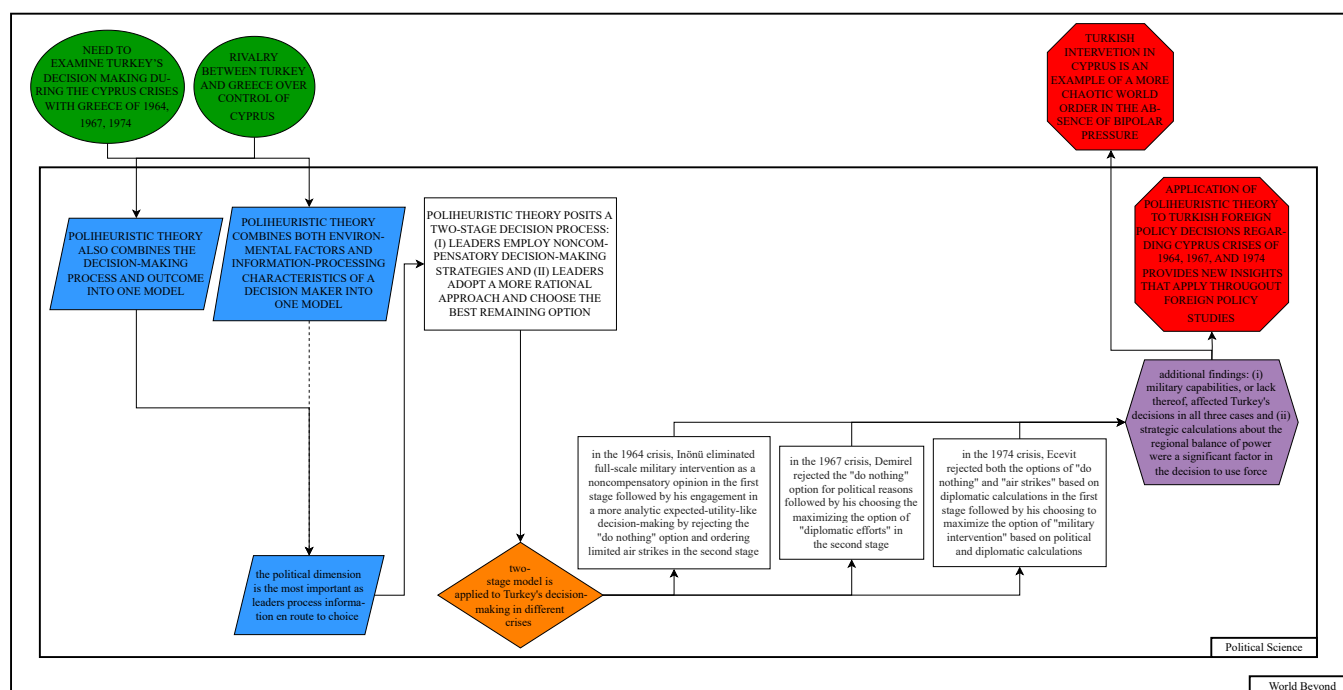 NEED TO
EXAMINE TURKEY'S
DECISION MAKING DU-
RING THE CYPRUS CRISES
WITH GREECE OF 1964,
1967, 1974
RIVALRY
BETWEEN TURKEY
AND GREECE OVER
CONTROL OF
CYPRUS
TURKISH
INTERVETION IN
CYPRUS IS AN
EXAMPLE OF A MORE
CHAOTIC WORLD
ORDER IN THE AB-
SENCE OF BIPOLAR
PRESSURE
POLIHEURISTIC THEORY
ALSO COMBINES THE
DECISION-MAKING
PROCESS AND OUTCOME
INTO ONE MODEL
POLIHEURISTIC THEORY
COMBINES BOTH ENVIRON-
MENTAL FACTORS AND
INFORMATION-PROCESSING
CHARACTERISTICS OF A
DECISION MAKER INTO
ONE MODEL
POLIHEURISTIC THEORY POSITS A
TWO-STAGE DECISION PROCESS:
(I) LEADERS EMPLOY NONCOM-
PENSATORY DECISION-MAKING
STRATEGIES AND (II) LEADERS
ADOPT A MORE RATIONAL
APPROACH AND CHOOSE THE
BEST REMAINING OPTION
APPLICATION OF
POLIHEURISTIC THEORY
TO TURKISH FOREIGN
POLICY DECISIONS REGAR-
DING CYPRUS CRISES OF
1964, 1967, AND 1974
PROVIDES NEW INSIGHTS
THAT APPLY THROUGOUT
FOREIGN POLICY
STUDIES
additional findings: (i)
military capabilities, or lack
thereof, affected Turkey's
decisions in all three cases and (ii)
strategic calculations about the
regional balance of power
were a significant factor in
the decision to use force
in the 1964 crisis, Inönü eliminated
full-scale military intervention as a
noncompensatory opinion in the first
stage followed by his engagement in
a more analytic expected-utility-like
decision-making by rejecting the
"do nothing" option and ordering
limited air strikes in the second stage
in the 1967 crisis, Demirel
rejected the "do nothing"
option for political reasons
followed by his choosing the
maximizing the option of
"diplomatic efforts" in
the second stage
in the 1974 crisis, Ecevit
rejected both the options of "do
nothing" and "air strikes" based on
diplomatic calculations in the first
stage followed by his choosing to
maximize the option of "military
intervention" based on political
and diplomatic calculations
the political dimension
is the most important as
leaders process informa-
tion en route to choice
two-
stage model is
applied to Turkey's decision-
making in different
crises
Political Science
World Beyond